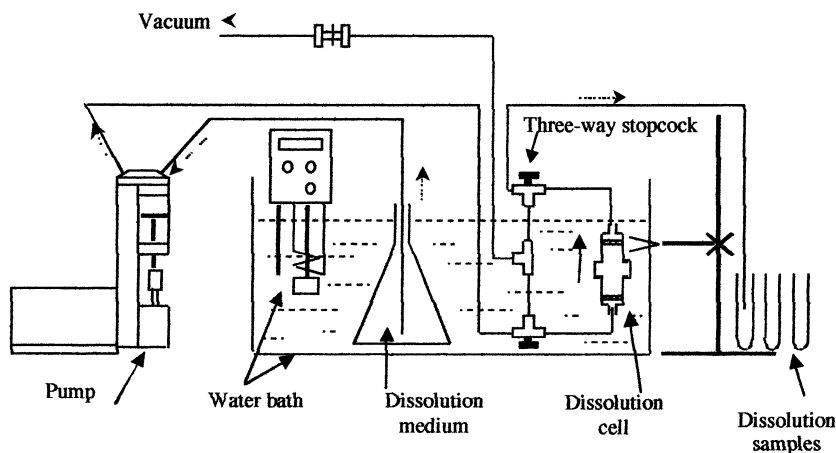 Vacuum
Three-way stopcock
Pump
Water bath
Dissolution
medium
Dissolution
cell
Dissolution
samples